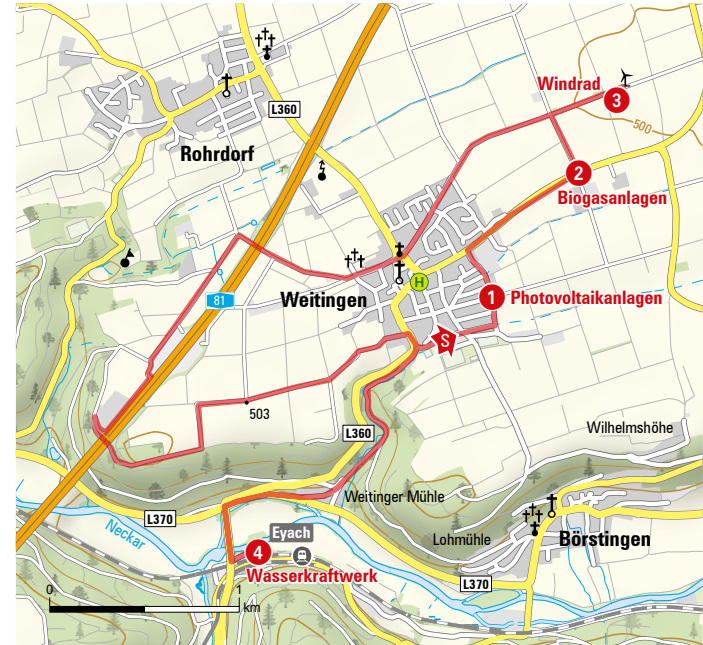 L360
Rohrdorf
Windrad
3
500
2
Biogasanlagen
H
Weitingen
81
1
Photovoltaikanlagen
S
503
L360
Wilhelmshöhe
Weitinger Mühle
L370
Neckar
Eyach
Lohmühle
Börstingen
4
Wasserkraftwerk
L370
0
1
km